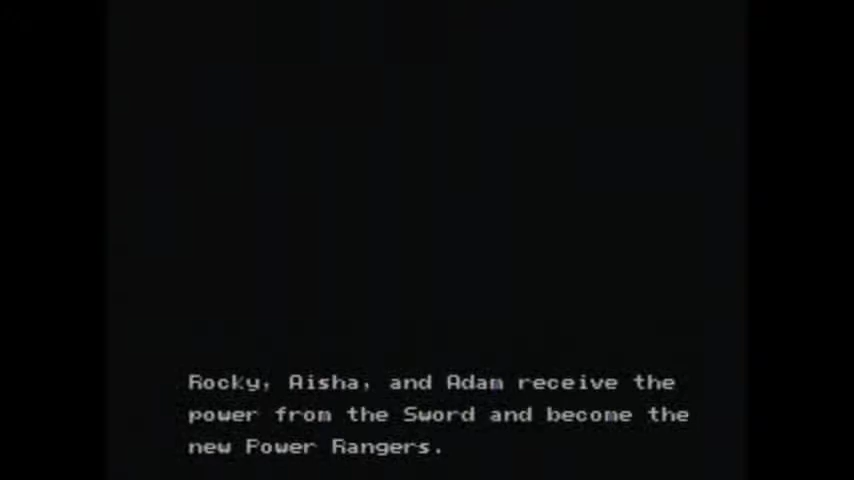 Rocky, Aisha, and Adam receive the
power from the Sword and become the
new Power Rangers.